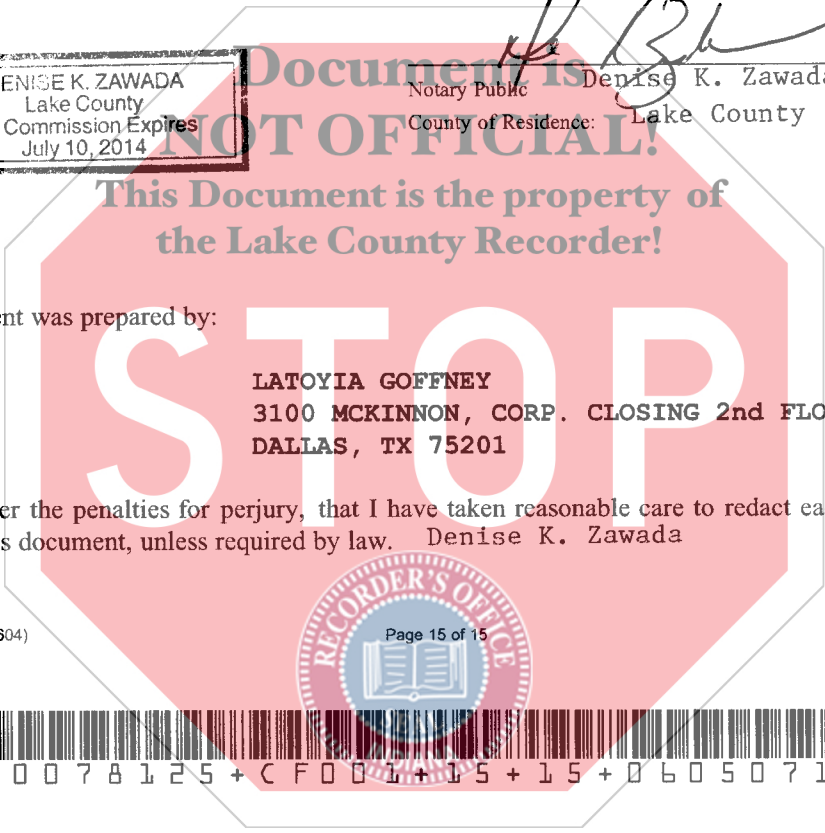 ENISE K. ZAWADA
Lake County
Commission Expires
July 10, 2014
Document is
NOT OFFICIAL!
This Document is the property of
the Lake County Recorder!
Notary Public Denise K. Zawada
County of Residence: Lake County
STOP
ent was prepared by:
LATOYIA GOFFNEY
3100 MCKINNON, CORP. CLOSING 2nd FLO
DALLAS, TX 75201
er the penalties for perjury, that I have taken reasonable care to redact ea
s document, unless required by law. Denise K. Zawada
RECORDER'S OFFICE
SEAL
INDIANA
604)
Page 15 of 15
0078125+CF001+15+15+0605071